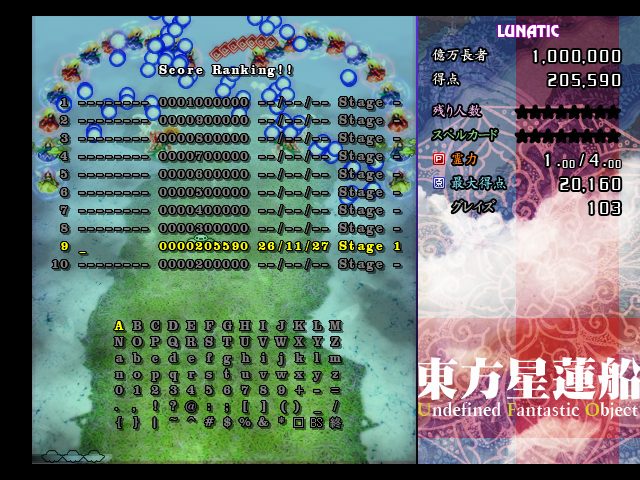 LUNATIC
億万長者 1,000,000
得点 205,590
残り人数
スペルカード
P 霊力 1.00/4.00
点 最大得点 20,160
グレイズ 103
Score Ranking!!
1 -------- 0001000000 --/--/-- Stage -
2 -------- 0000900000 --/--/-- Stage -
3 -------- 0000800000 --/--/-- Stage -
4 -------- 0000700000 --/--/-- Stage -
5 -------- 0000600000 --/--/-- Stage -
6 -------- 0000500000 --/--/-- Stage -
7 -------- 0000400000 --/--/-- Stage -
8 -------- 0000300000 --/--/-- Stage -
9 _ 0000205590 26/11/27 Stage 1
10 -------- 0000200000 --/--/-- Stage -
A B C D E F G H I J K L M
N O P Q R S T U V W X Y Z
a b c d e f g h i j k l m
n o p q r s t u v w x y z
0 1 2 3 4 5 6 7 8 9 + - =
. , ! ? @ : ; [ ] ( ) _ /
{ } | ~ ^ # $ % & * □ BS 終
東方星蓮船
Undefined Fantastic Object